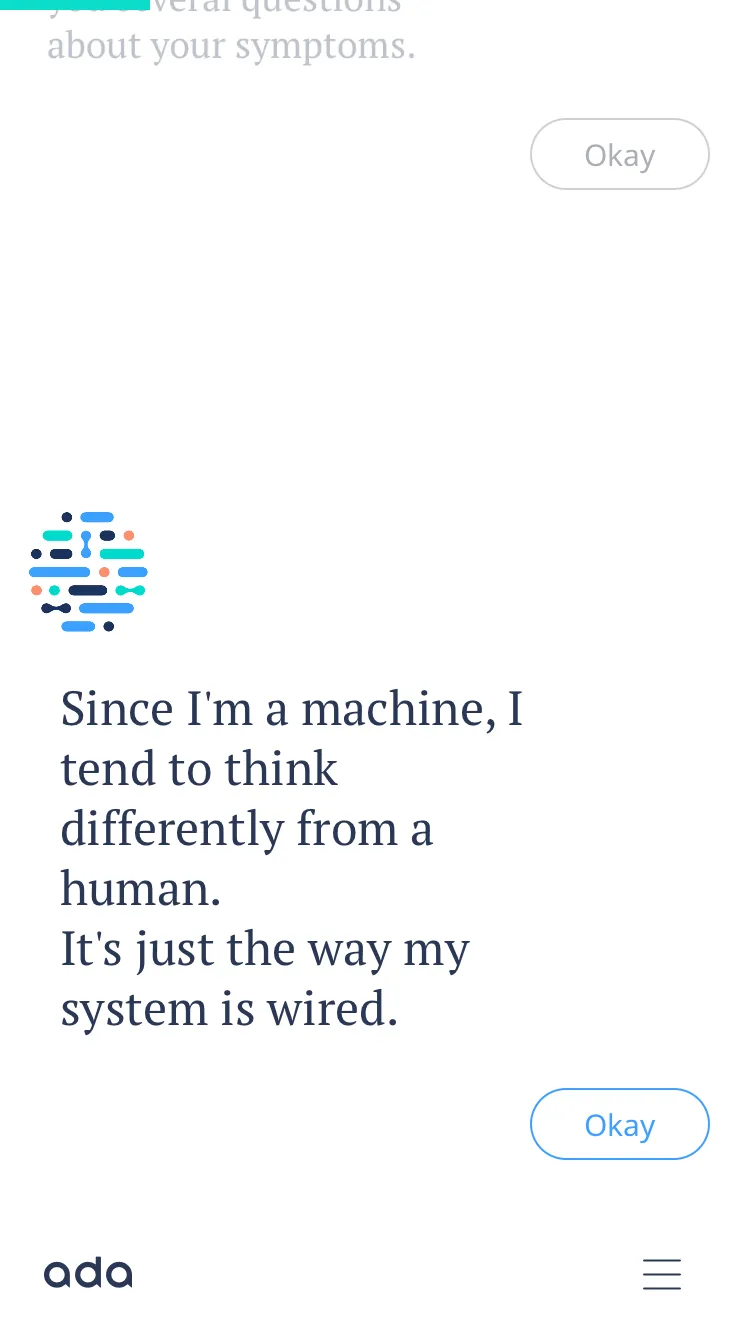 you several questions
about your symptoms.
Okay
Since I'm a machine, I
tend to think
differently from a
human.
It's just the way my
system is wired.
Okay
ada